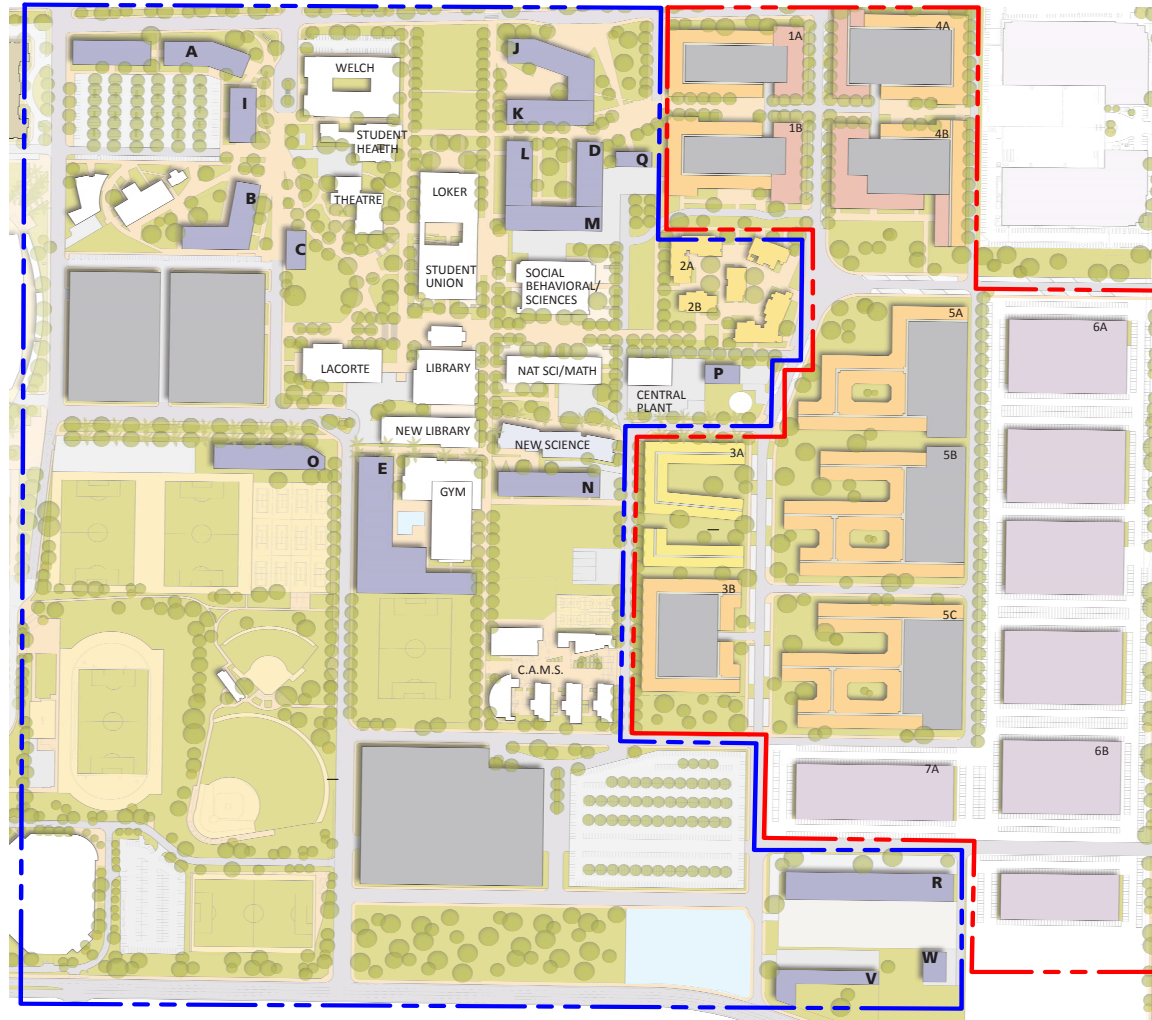 A
I
WELCH
STUDENT
HEALTH
J
K
L
D
Q
M
1A
4A
1B
4B
THEATRE
LOKER
STUDENT
UNION
B
C
SOCIAL
BEHAVIORAL/
SCIENCES
2A
2B
5A
6A
LACORTE
LIBRARY
NAT SCI/MATH
P
CENTRAL
PLANT
NEW LIBRARY
NEW SCIENCE
O
E
GYM
N
3A
5B
3B
5C
C.A.M.S.
7A
6B
R
W
V